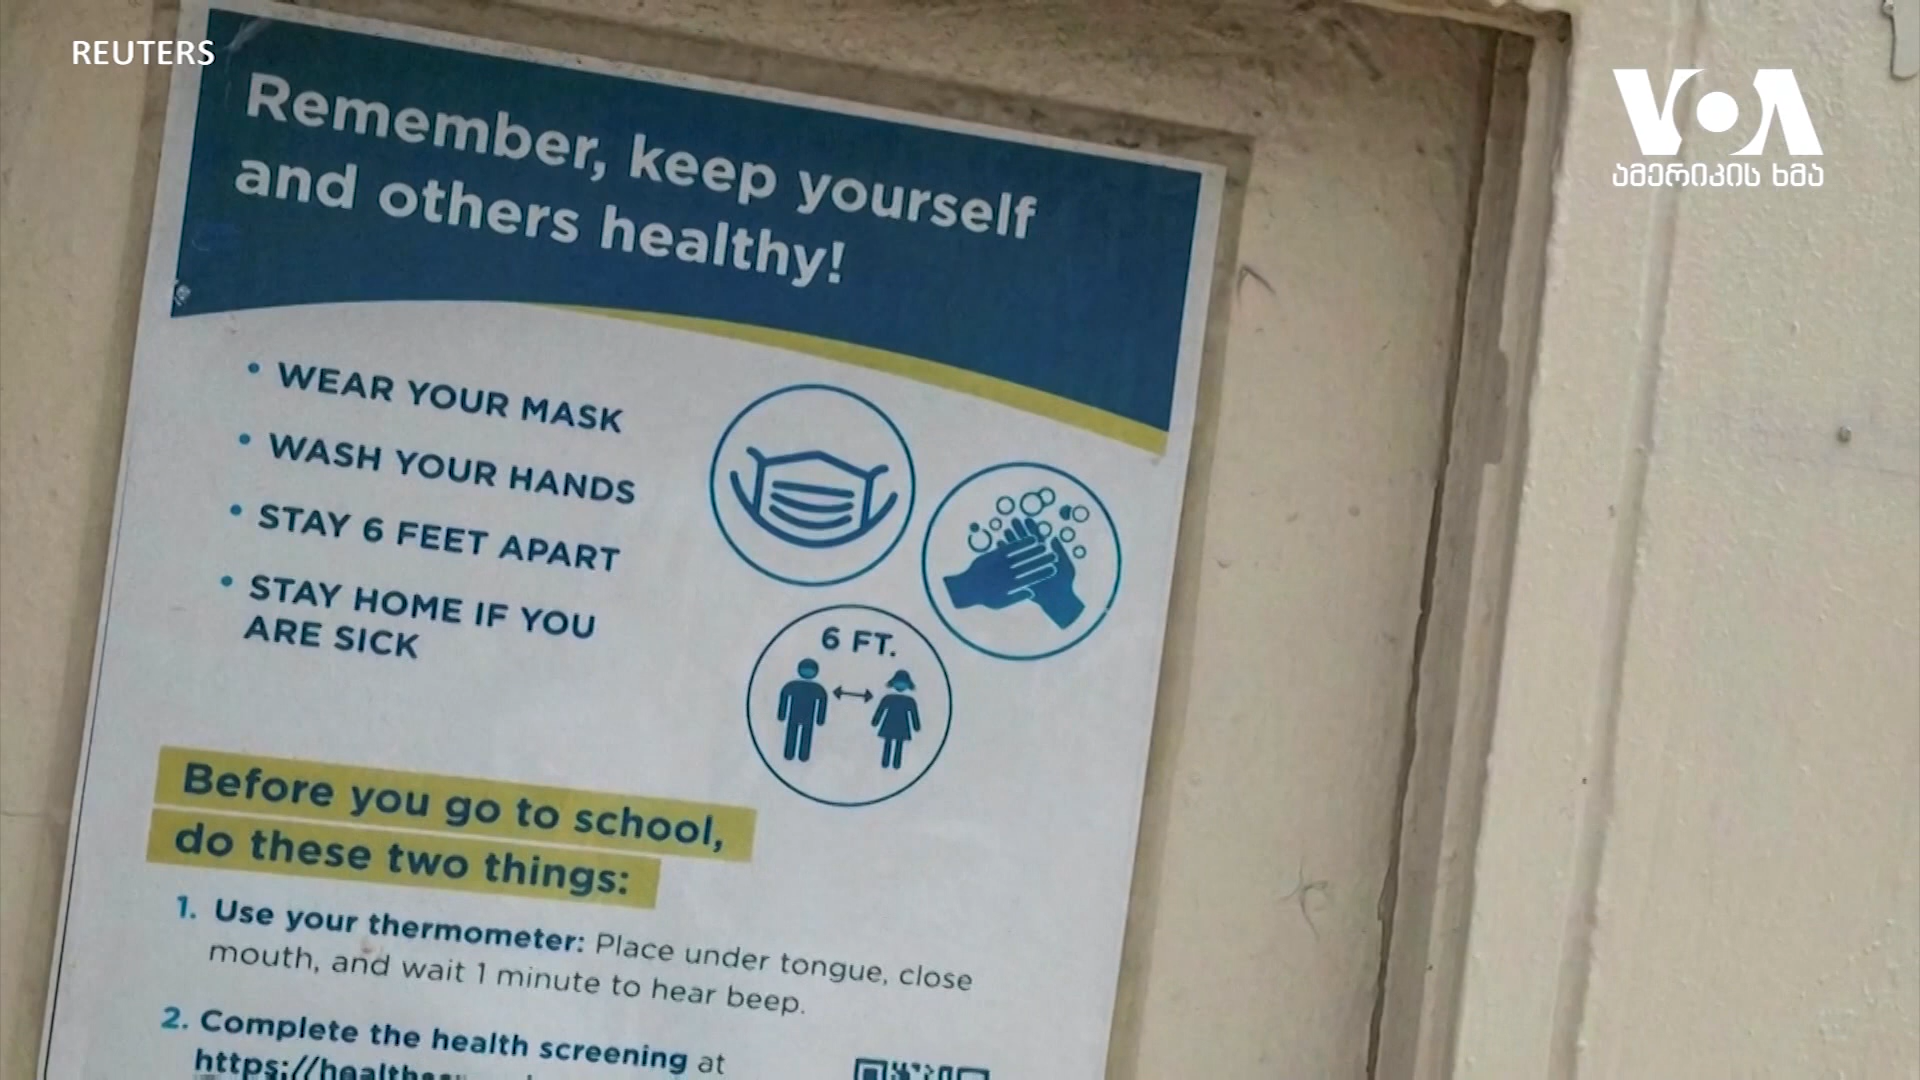 REUTERS
VOA
ამერიკის ხმა
Remember, keep yourself
and others healthy!
• WEAR YOUR MASK
• WASH YOUR HANDS
• STAY 6 FEET APART
• STAY HOME IF YOU
ARE SICK
6 FT.
Before you go to school,
do these two things:
1. Use your thermometer: Place under tongue, close
mouth, and wait 1 minute to hear beep.
2. Complete the health screening at